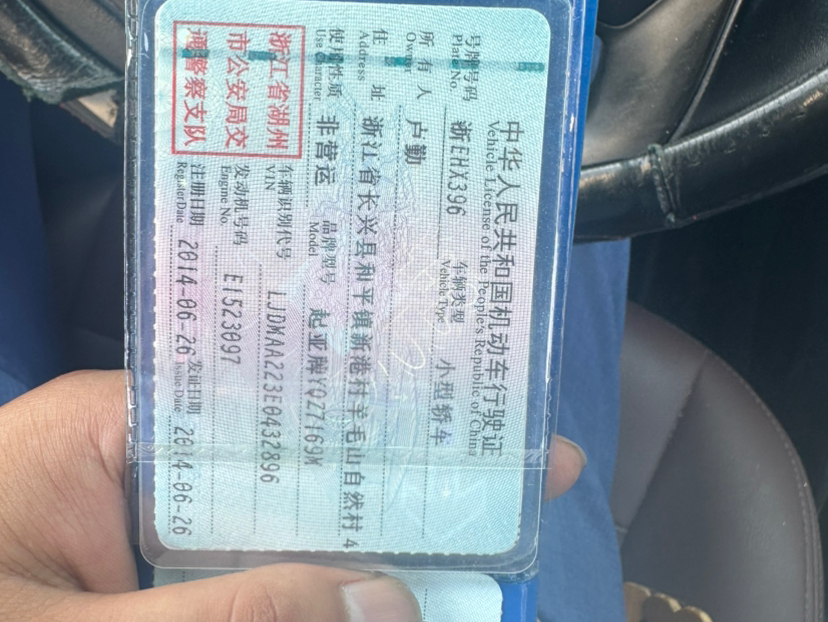 中华人民共和国机动车行驶证
Vehicle License of the People's Republic of China
号牌号码 浙EHX396 车辆类型 小型轿车
Plate No. Vehicle Type
所有人 户勤
Owner
住址 浙江省长兴县和平镇新港村羊毛山自然村4
Address
使用性质 非营运 品牌型号 起亚牌YQZ7169M
Use Character Model
浙江省湖州
市公安局交
通警察支队
车辆识别代号 LJDMAA223E0432896
VIN
发动机号码 E1523097
Engine No.
注册日期 2014-06-26 发证日期 2014-06-26
Register Date Issue Date